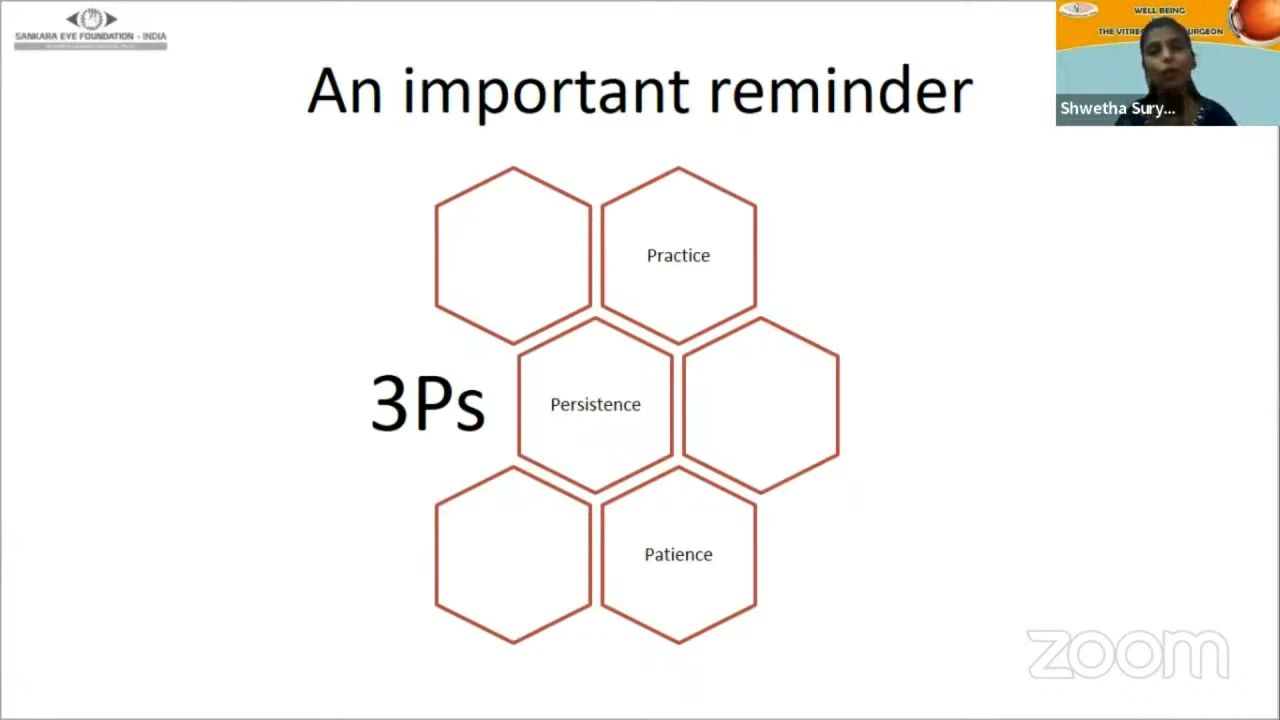 SANKARA EYE FOUNDATION - INDIA
An important reminder
WELL BEING
THE VITRE
URGEON
Shwetha Sury...
Practice
3Ps
Persistence
Patience
zoom